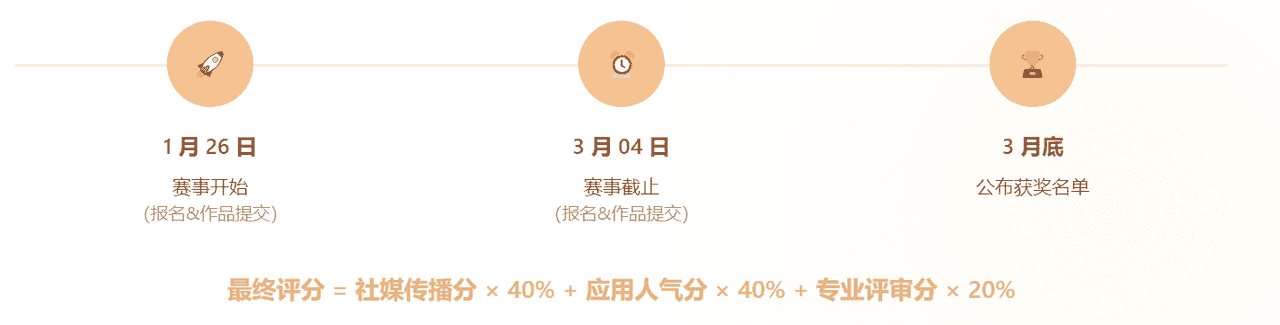 1 月 26 日
赛事开始
(报名&作品提交)
3 月 04 日
赛事截止
(报名&作品提交)
3 月底
公布获奖名单
最终评分 = 社媒传播分 × 40% + 应用人气分 × 40% + 专业评审分 × 20%